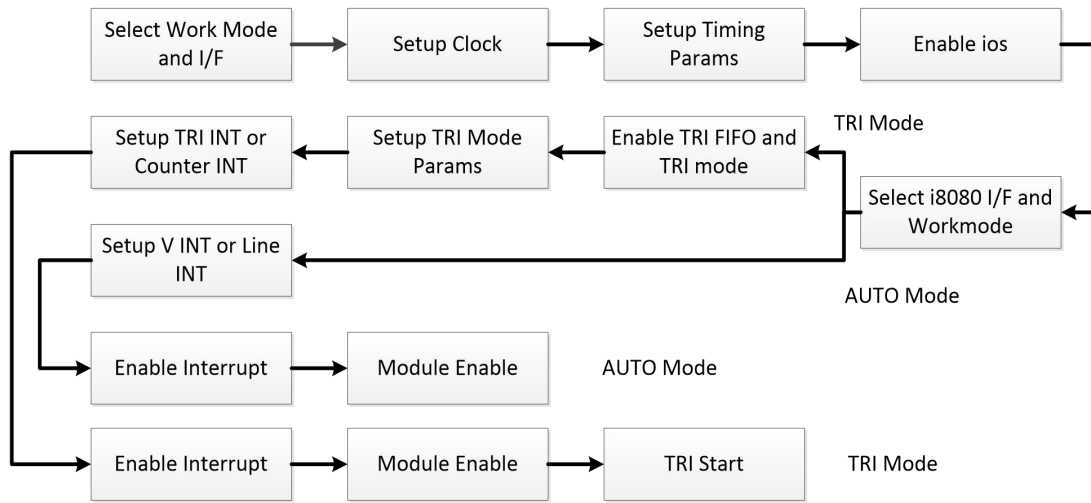 Select Work Mode
and I/F
Setup Clock
Setup Timing
Params
Enable ios
Setup TRI INT or
Counter INT
Setup TRI Mode
Params
Enable TRI FIFO and
TRI mode
TRI Mode
Select i8080 I/F and
Workmode
Setup V INT or Line
INT
AUTO Mode
Enable Interrupt
Module Enable
AUTO Mode
Enable Interrupt
Module Enable
TRI Start
TRI Mode